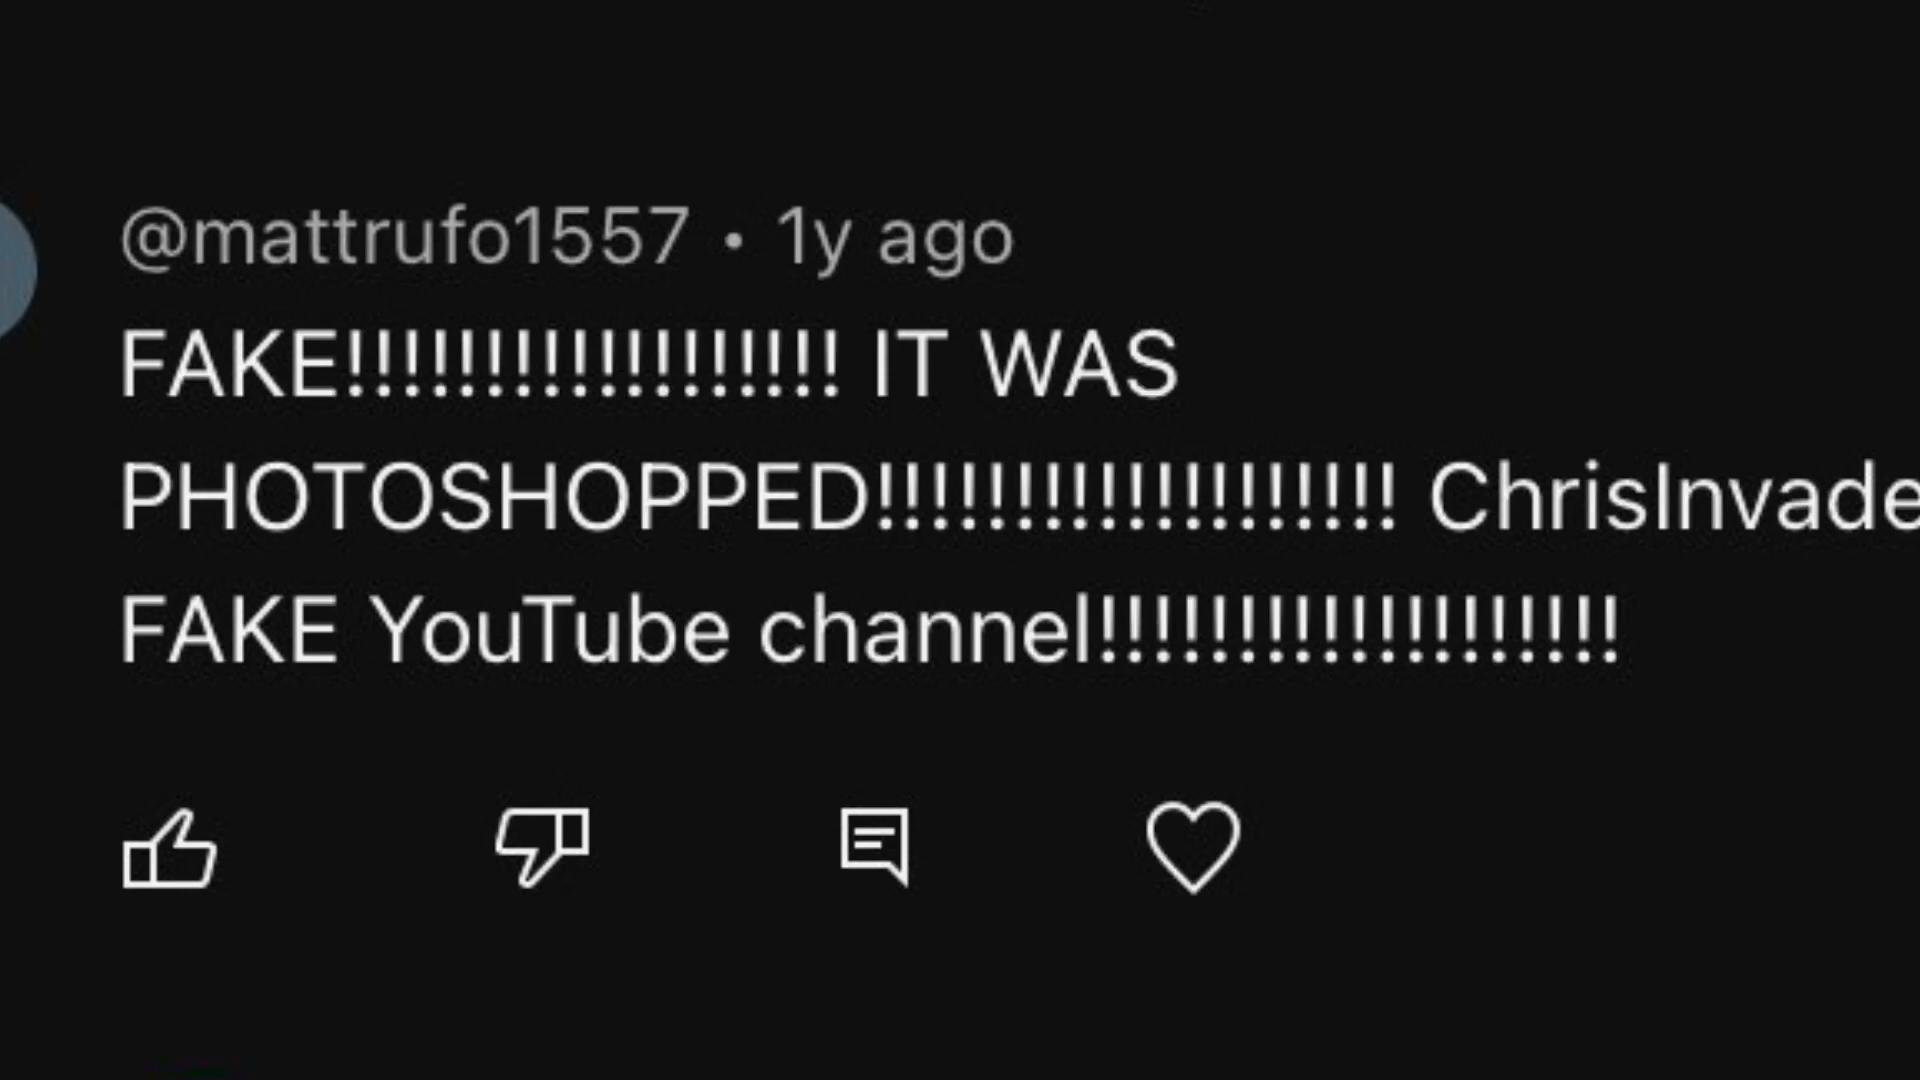 @mattrufo1557 • 1y ago
FAKE!!!!!!!!!!!!!!!!!! IT WAS
PHOTOSHOPPED!!!!!!!!!!!!!!!!!!! ChrisInvade
FAKE YouTube channel!!!!!!!!!!!!!!!!!!!